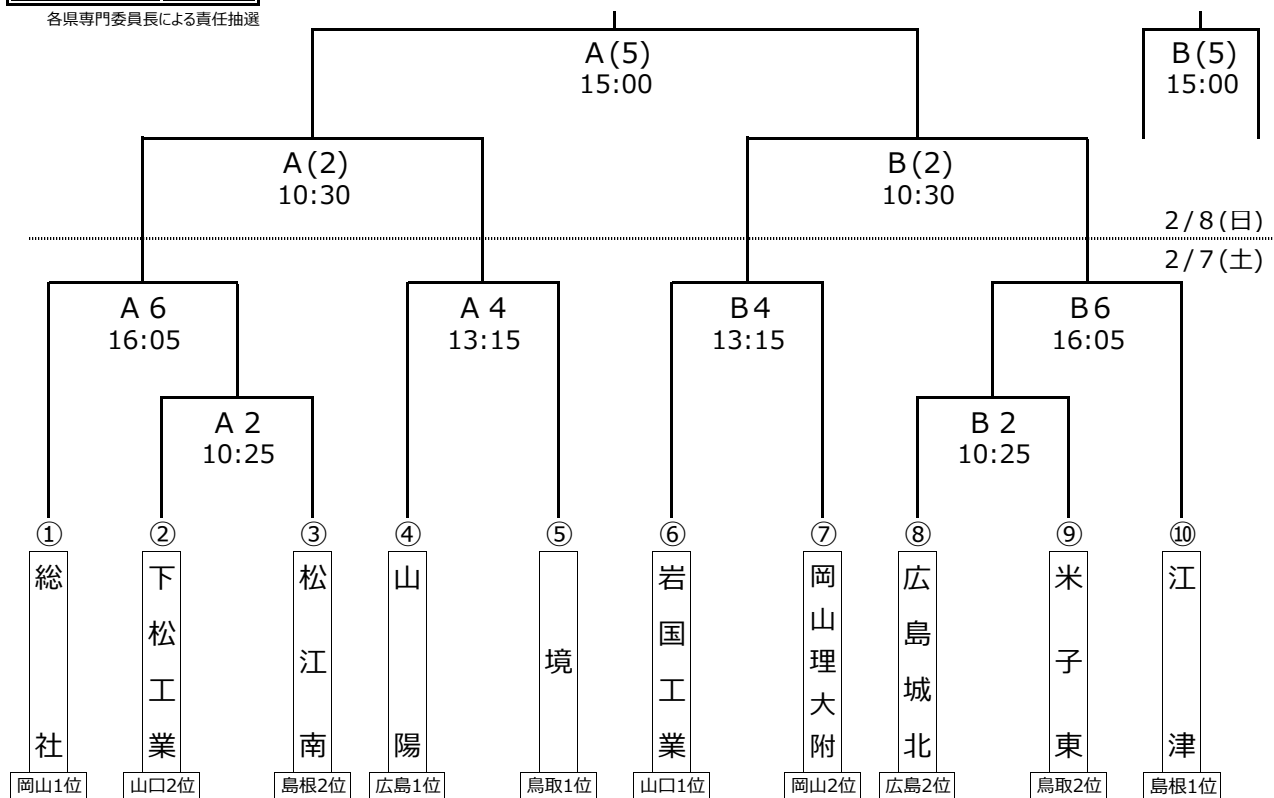 各県専門委員長による責任抽選
A(5)
15:00
B(5)
15:00
A(2)
10:30
B(2)
10:30
2/8(日)
2/7(土)
A 6
16:05
A 4
13:15
B4
13:15
B6
16:05
A 2
10:25
B 2
10:25
① ② ③ ④ ⑤ ⑥ ⑦ ⑧ ⑨ ⑩
総社
下松工業
松江南
山陽
境
岩国工業
岡山理大附
広島城北
米子東
江津
岡山1位 山口2位 島根2位 広島1位 鳥取1位 山口1位 岡山2位 広島2位 鳥取2位 島根1位